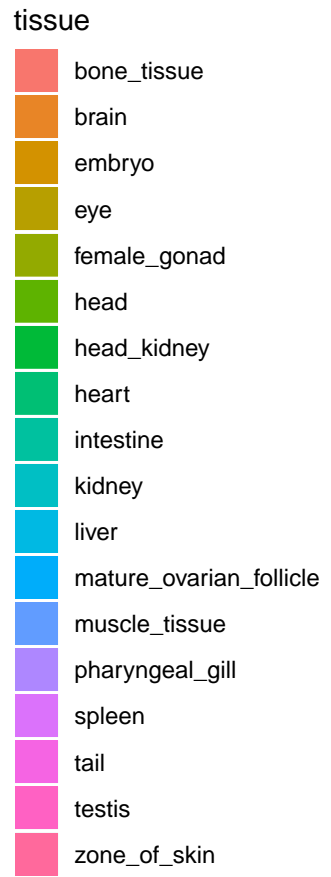 tissue
bone_tissue
brain
embryo
eye
female_gonad
head
head_kidney
heart
intestine
kidney
liver
mature_ovarian_follicle
muscle_tissue
pharyngeal_gill
spleen
tail
testis
zone_of_skin